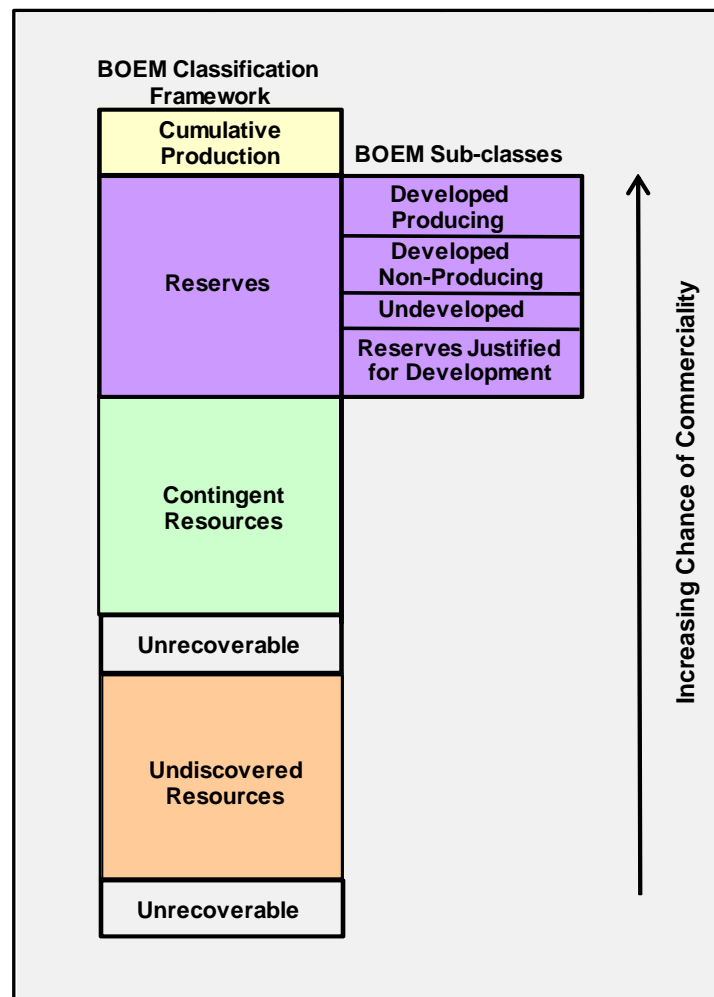 BOEM Classification
Framework
Cumulative
Production
BOEM Sub-classes
Developed
Producing
Developed
Non-Producing
Undeveloped
Reserves Justified
for Development
Reserves
Contingent
Resources
Unrecoverable
Undiscovered
Resources
Unrecoverable
Increasing Chance of Commerciality